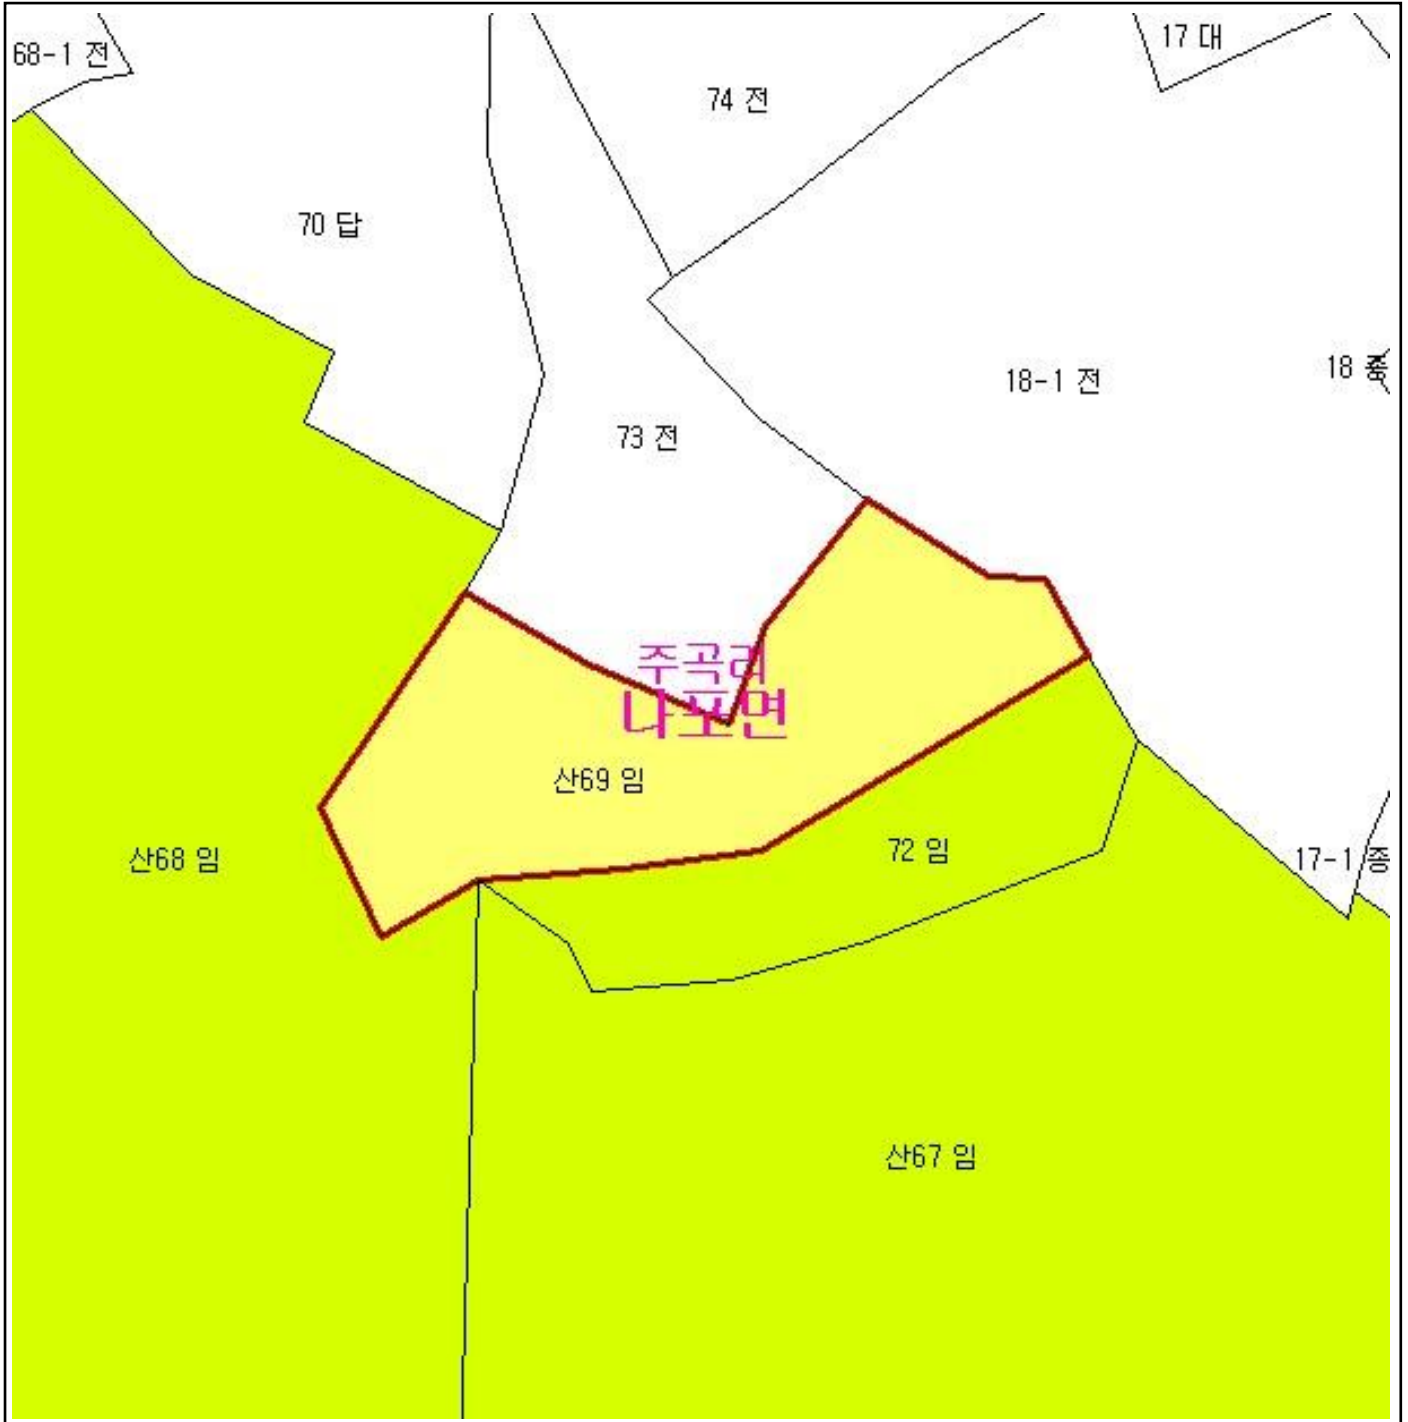 17 대
68-1 전
74 전
70 답
18 종
18-1 전
73 전
주곡리
나포면
산69 임
72 임
산68 임
17-1 종
산67 임